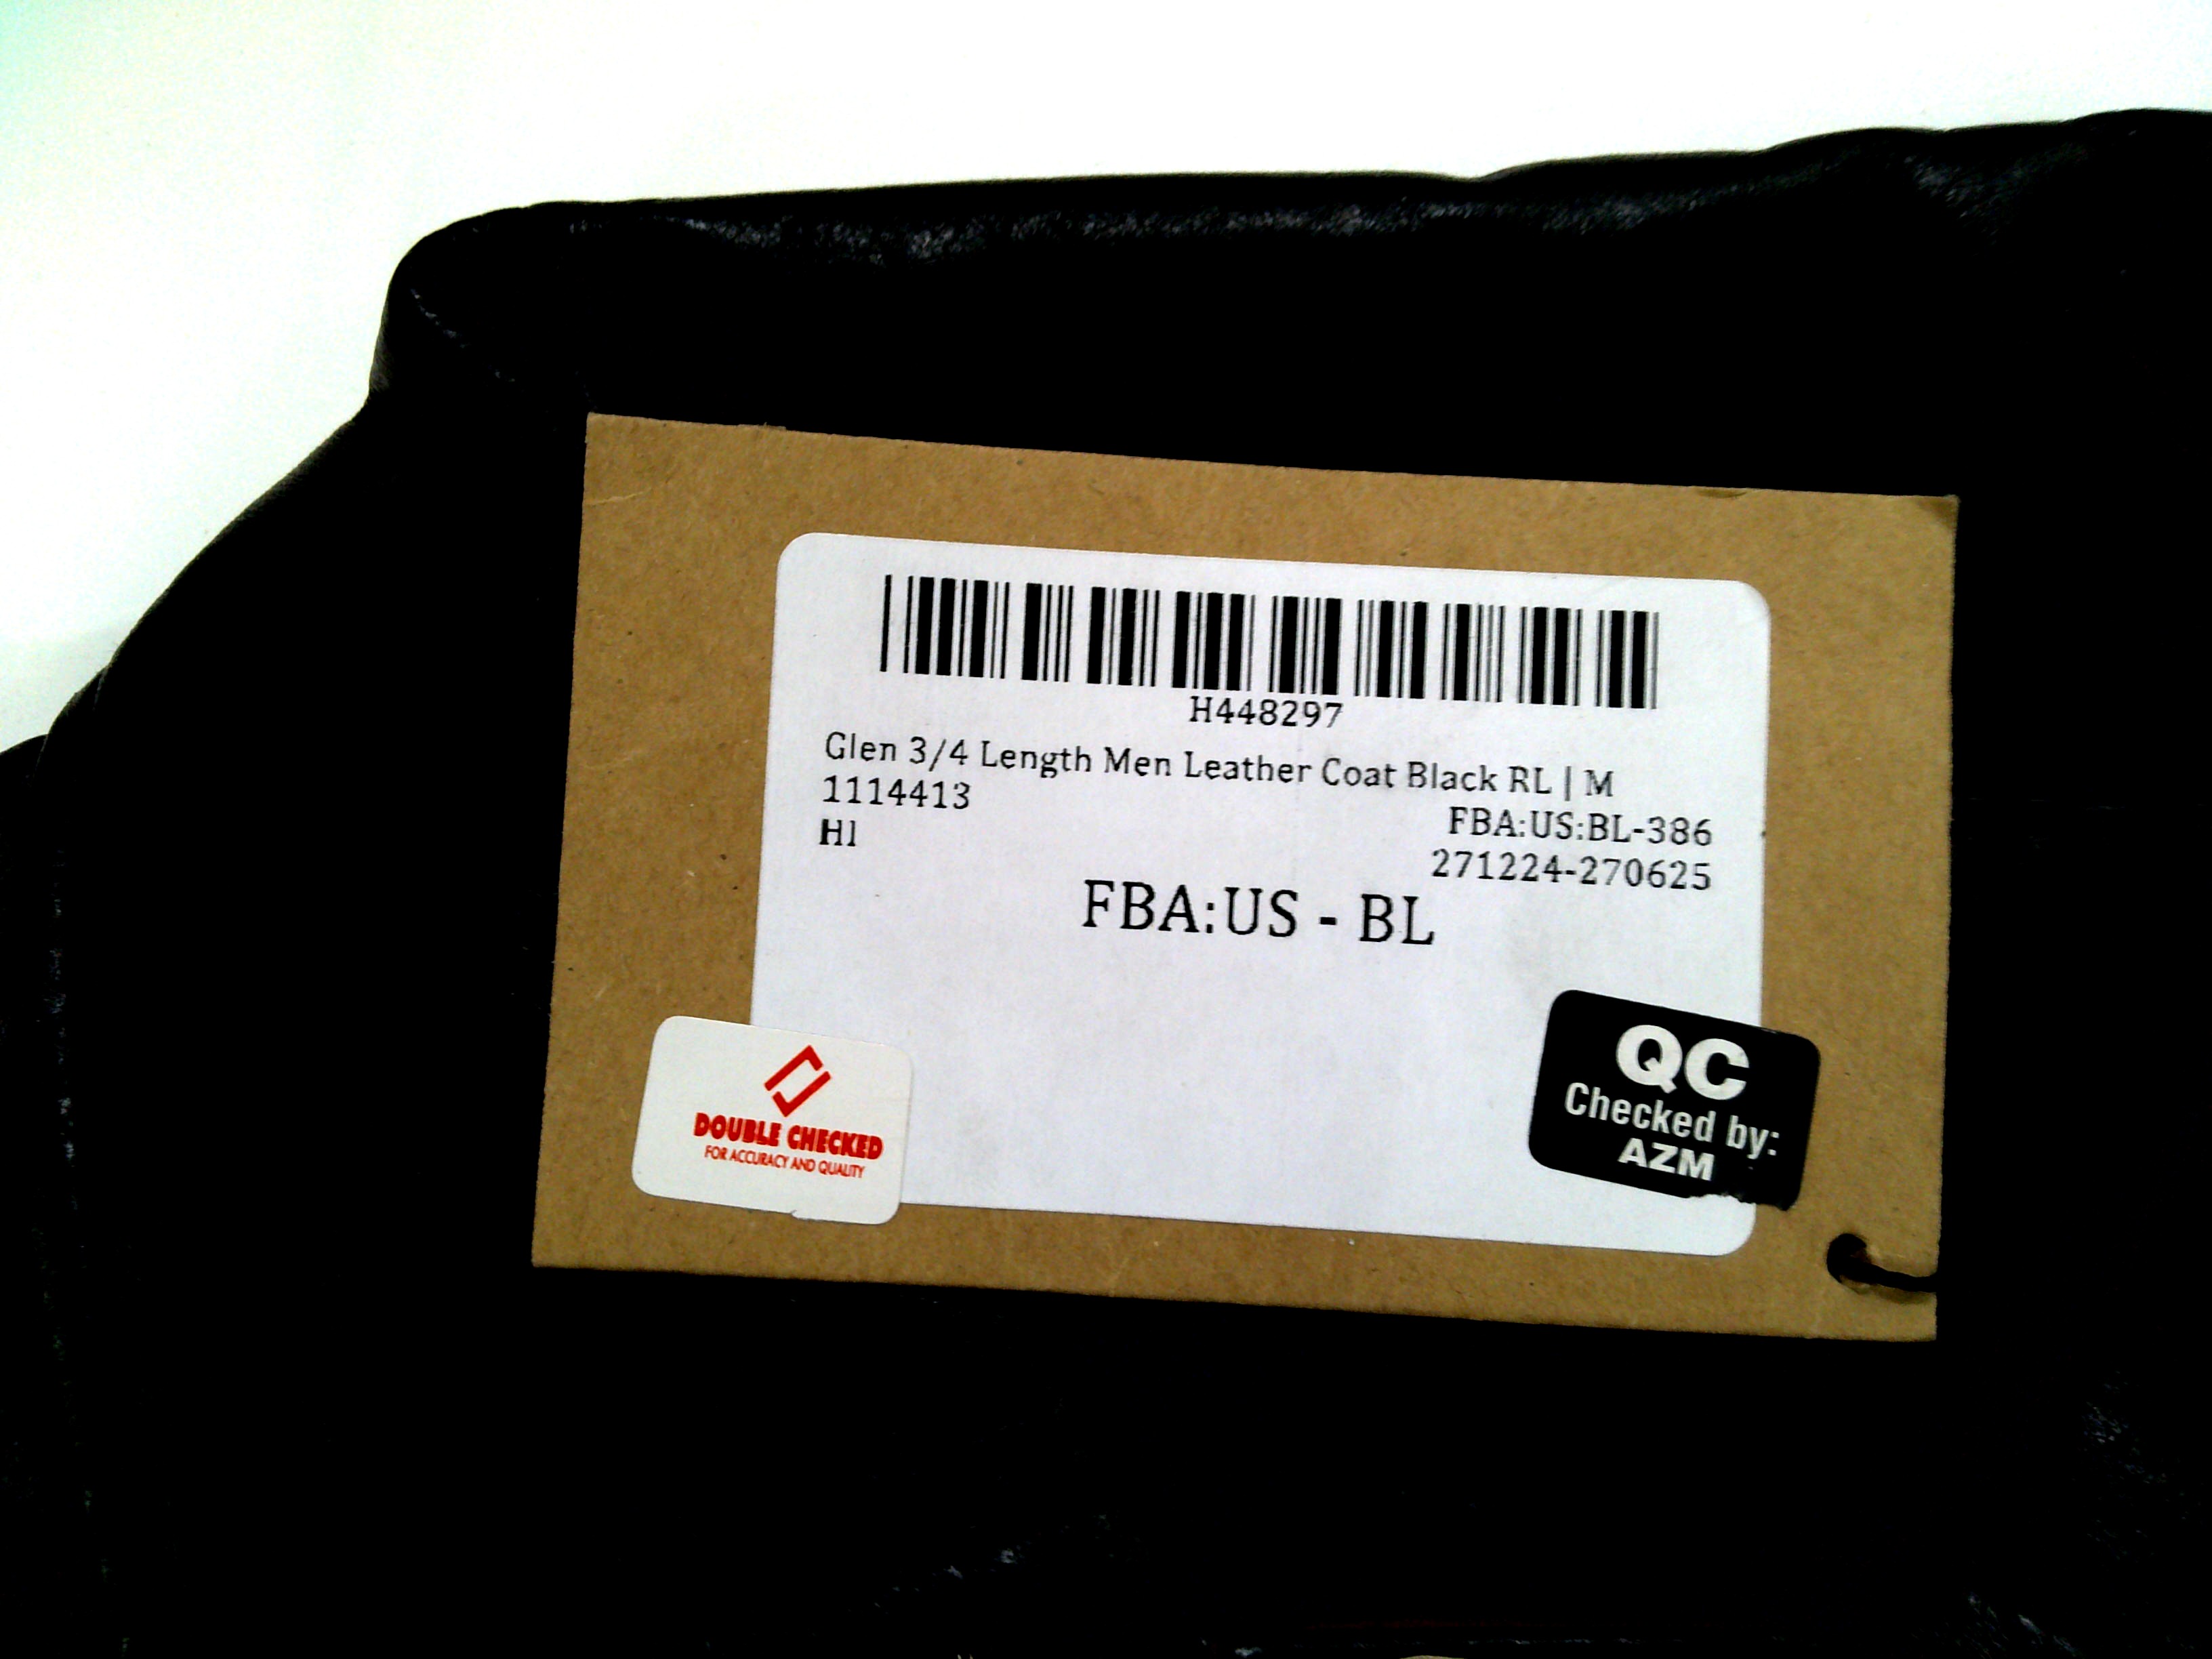 H448297
Glen 3/4 Length Men Leather Coat Black RL | M
1114413
FBA:US:BL-386
H1
271224-270625
FBA:US - BL
DOUBLE CHECKED
FOR ACCURACY AND QUALITY
QC
Checked by:
AZM